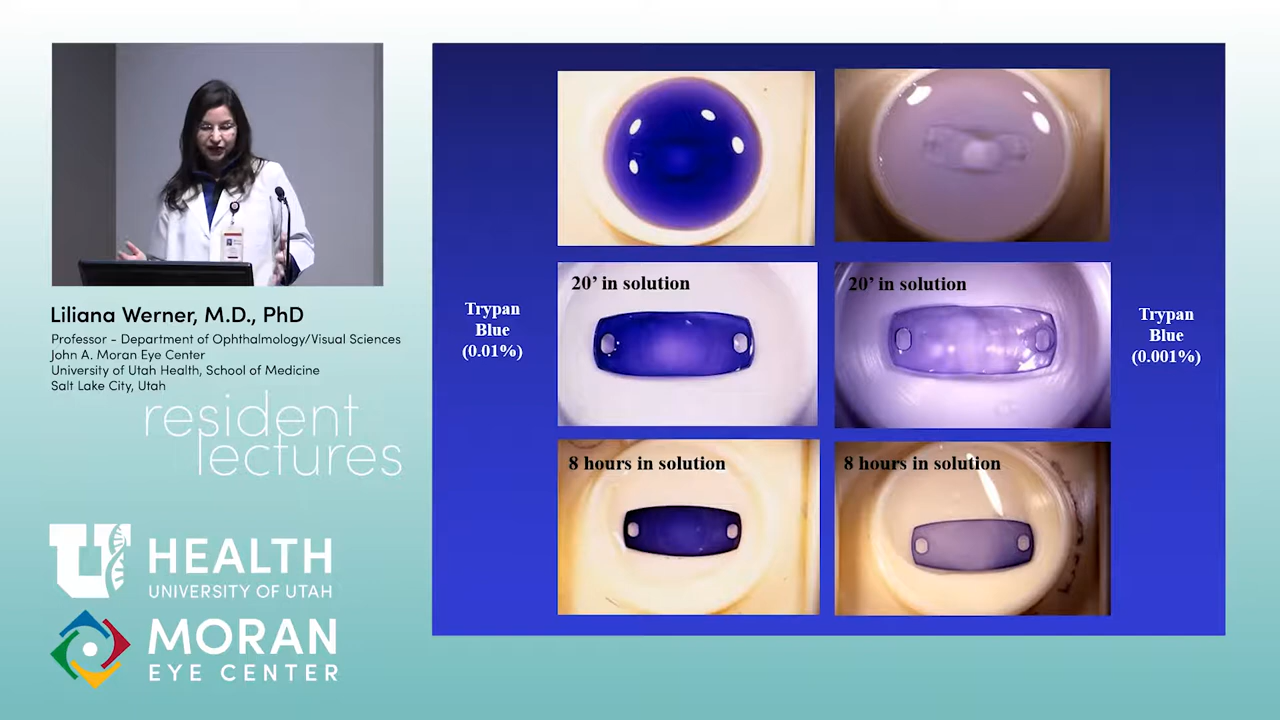 Liliana Werner, M.D., PhD
Professor - Department of Ophthalmology/Visual Sciences
John A. Moran Eye Center
University of Utah Health, School of Medicine
Salt Lake City, Utah
resident
lectures
U
HEALTH
UNIVERSITY OF UTAH
MORAN
EYE CENTER
Trypan
Blue
(0.01%)
20’ in solution
20’ in solution
8 hours in solution
8 hours in solution
Trypan
Blue
(0.001%)